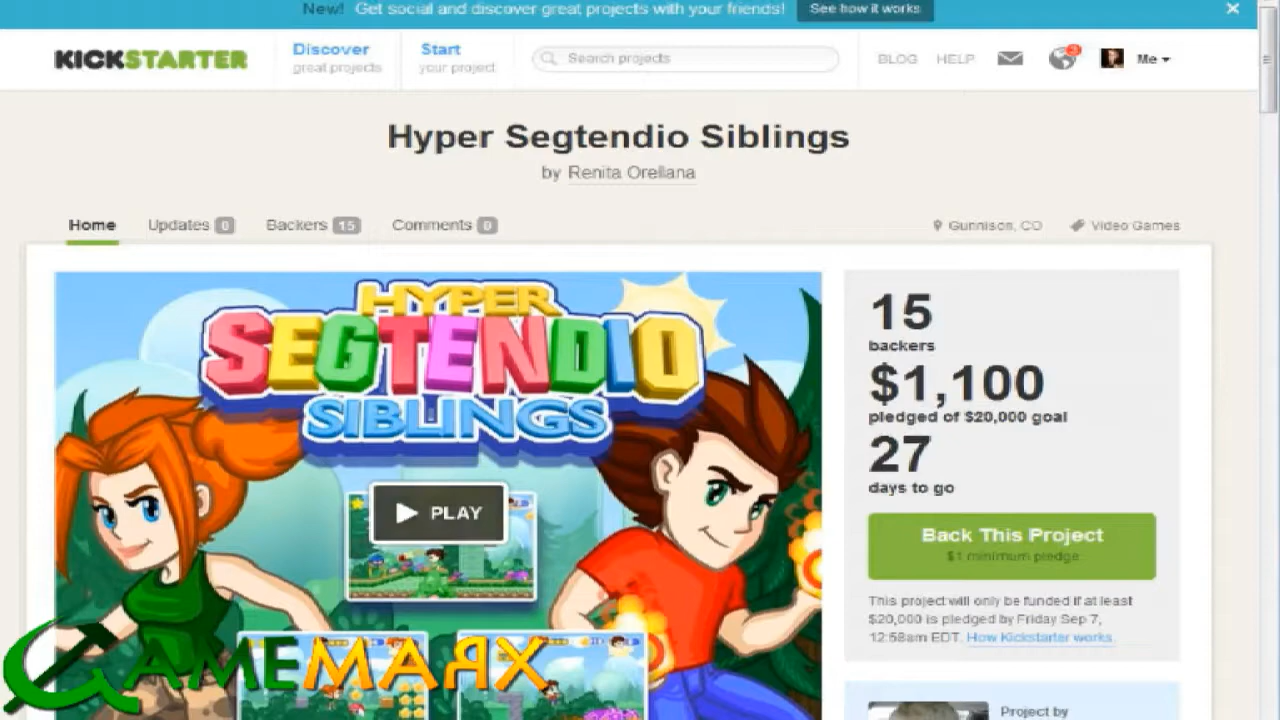 New! Get social and discover great projects with your friends! See how it works
KICKSTARTER
Discover
great projects
Start
your project
Search projects
BLOG HELP
3
Me
Hyper Segtendio Siblings
by Renita Orellana
Home Updates 0 Backers 15 Comments 0
Gunnison, CO Video Games
HYPER
SEGTENDIO
SIBLINGS
PLAY
15
backers
$1,100
pledged of $20,000 goal
27
days to go
Back This Project
$1 minimum pledge
This project will only be funded if at least
$20,000 is pledged by Friday Sep 7,
12:58am EDT. How Kickstarter works.
GAMEMARX
Project by